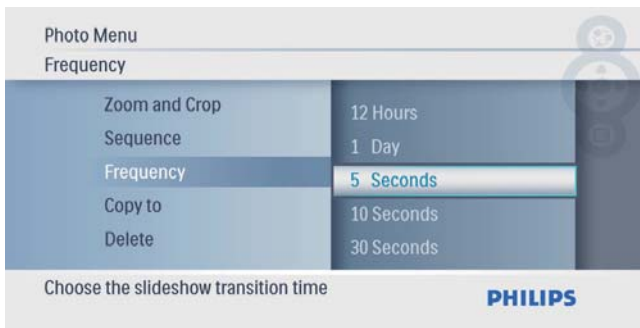 Photo Menu
Frequency
Zoom and Crop
Sequence
Frequency
Copy to
Delete
12 Hours
1 Day
5 Seconds
10 Seconds
30 Seconds
Choose the slideshow transition time
PHILIPS